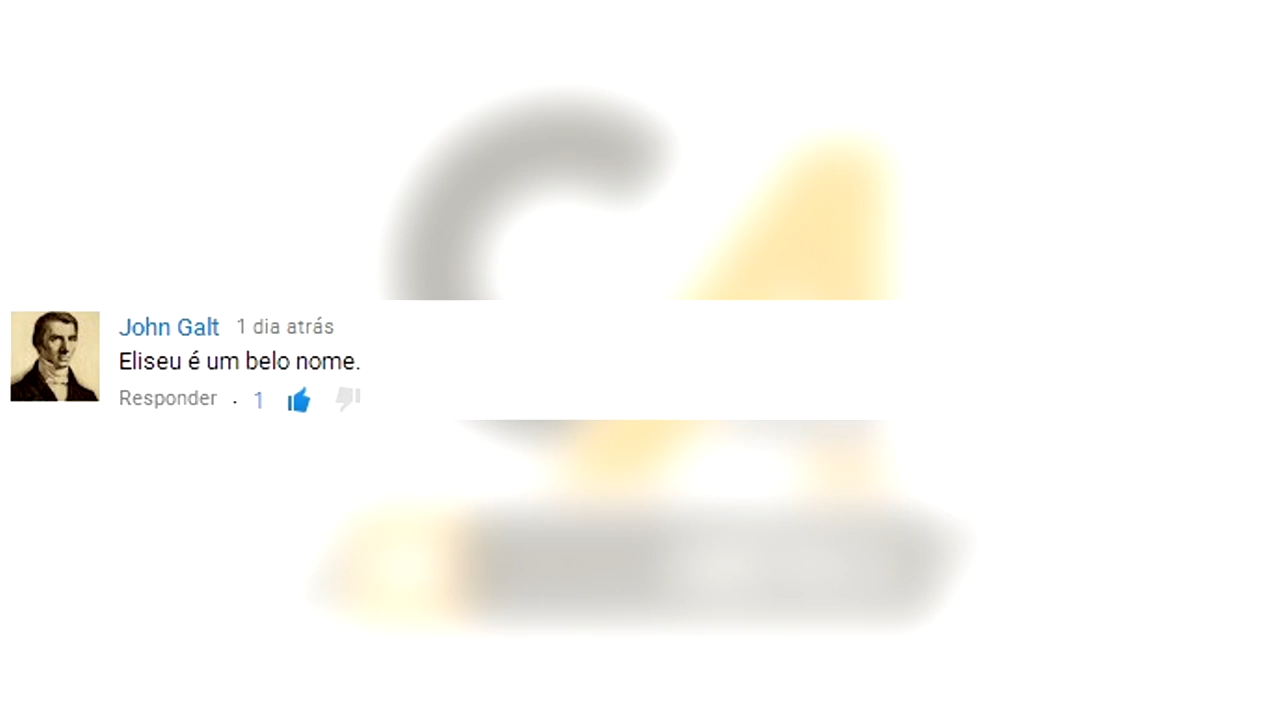 John Galt 1 dia atrás
Eliseu é um belo nome.
Responder . 1